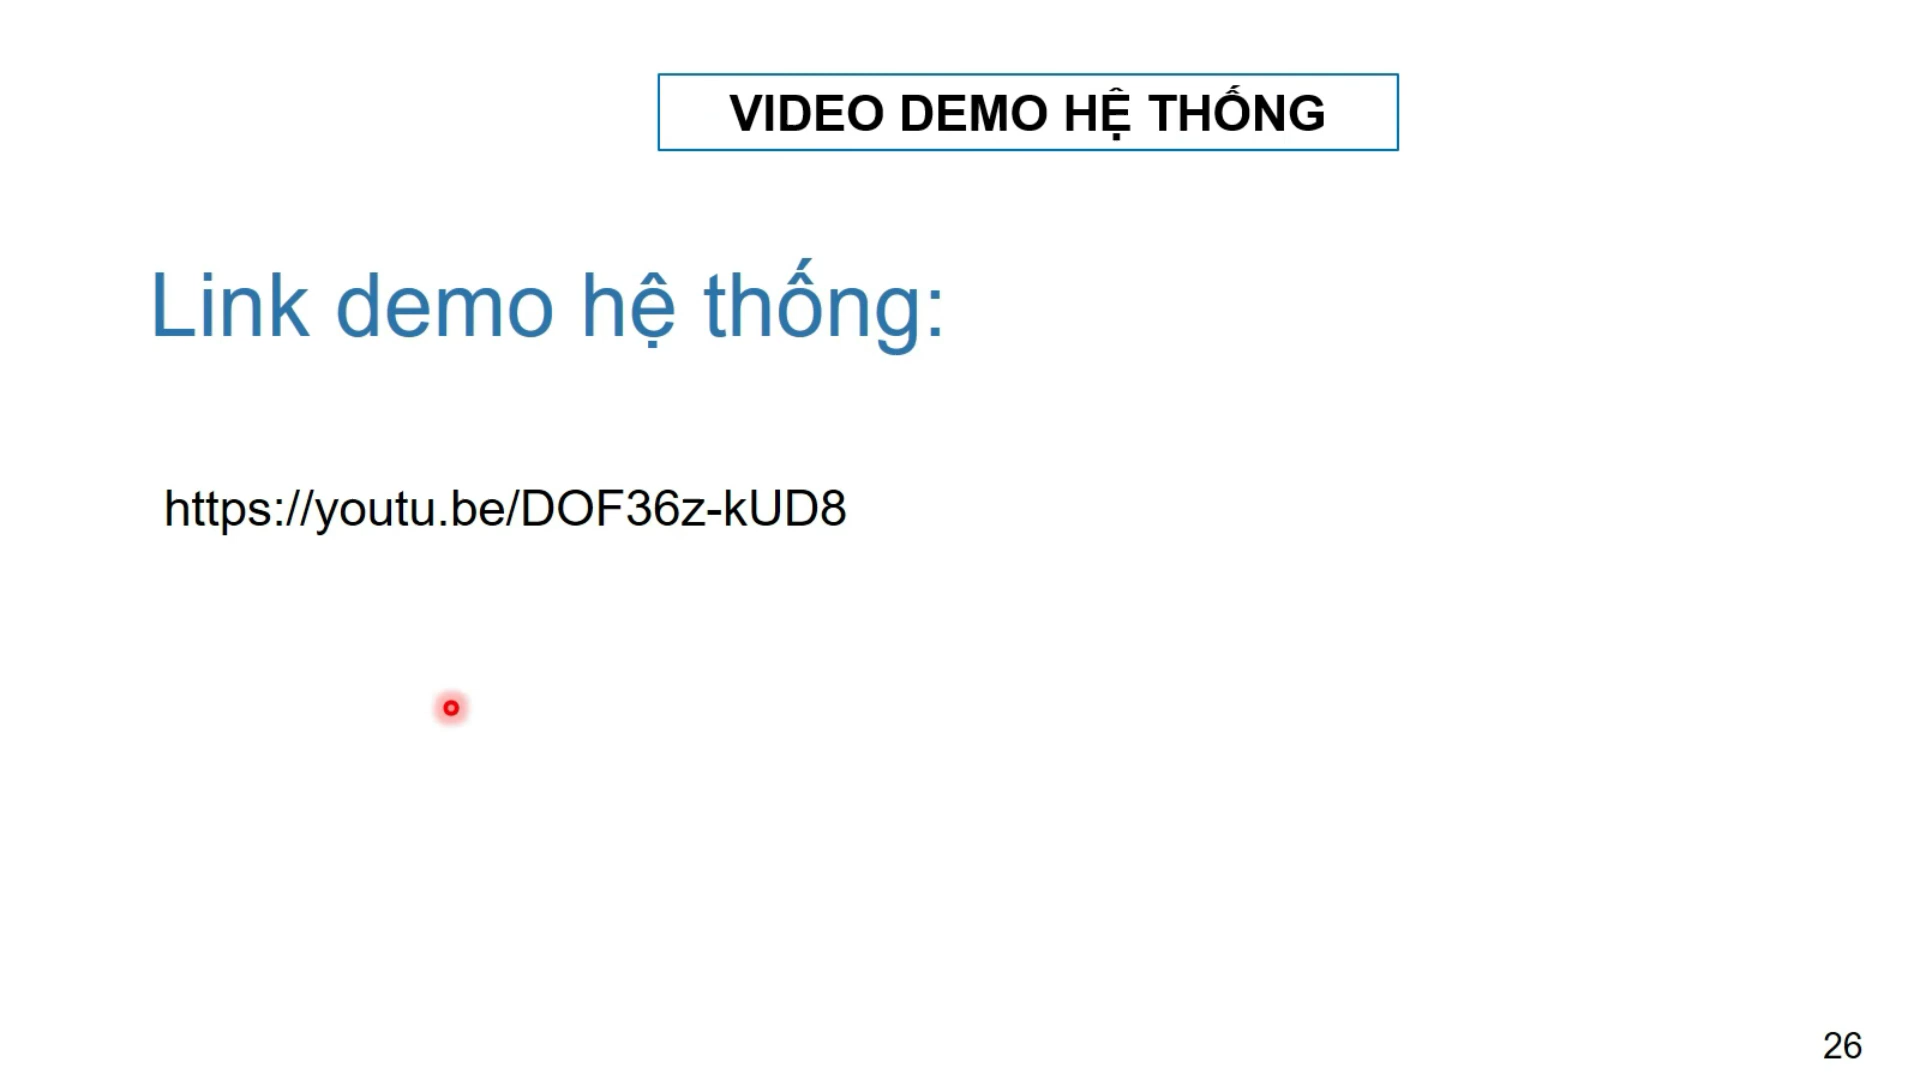 VIDEO DEMO HỆ THỐNG
Link demo hệ thống:
https://youtu.be/DOF36z-kUD8
26